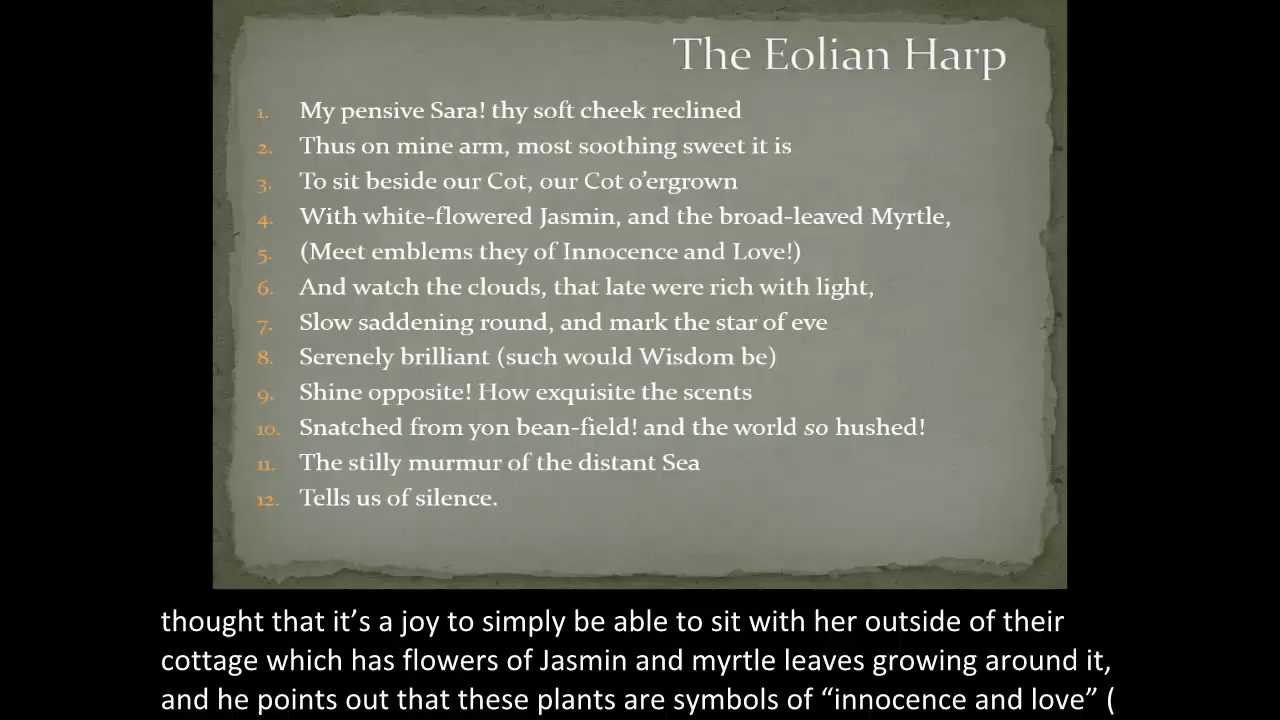 The Eolian Harp
1. My pensive Sara! thy soft cheek reclined
2. Thus on mine arm, most soothing sweet it is
3. To sit beside our Cot, our Cot o’ergrown
4. With white-flowered Jasmin, and the broad-leaved Myrtle,
5. (Meet emblems they of Innocence and Love!)
6. And watch the clouds, that late were rich with light,
7. Slow saddening round, and mark the star of eve
8. Serenely brilliant (such would Wisdom be)
9. Shine opposite! How exquisite the scents
10. Snatched from yon bean-field! and the world so hushed!
11. The stilly murmur of the distant Sea
12. Tells us of silence.
thought that it’s a joy to simply be able to sit with her outside of their
cottage which has flowers of Jasmin and myrtle leaves growing around it,
and he points out that these plants are symbols of “innocence and love” (